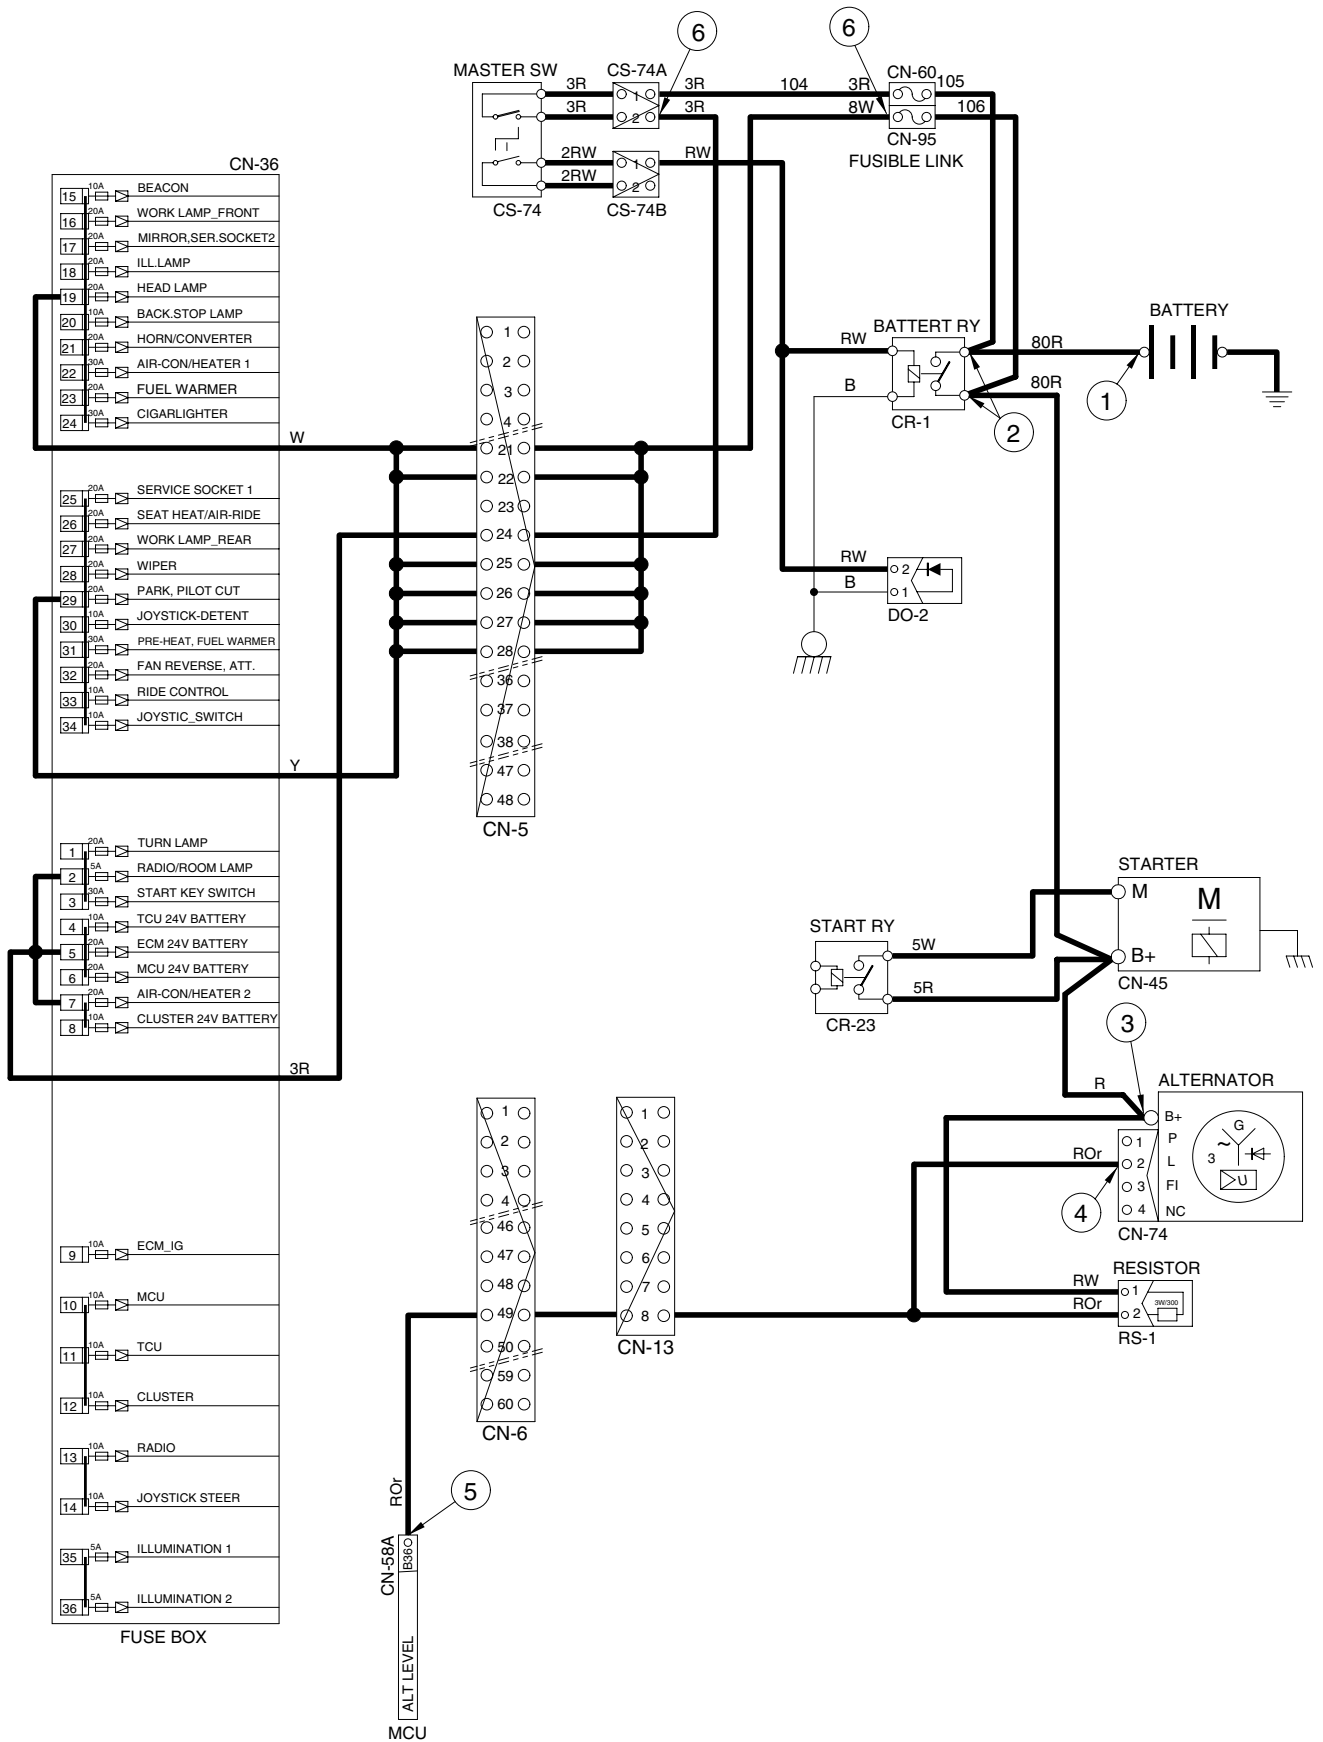 6
6
MASTER SW
CS-74A
CN-60
3R
1
3R
104
3R
105
3R
2
3R
8W
106
CN-95
FUSIBLE LINK
2RW
1
RW
2RW
2
CS-74
CS-74B
CN-36
15 10A BEACON
16 20A WORK LAMP_FRONT
17 20A MIRROR,SER.SOCKET2
18 20A ILL.LAMP
19 20A HEAD LAMP
20 10A BACK.STOP LAMP
21 20A HORN/CONVERTER
22 30A AIR-CON/HEATER 1
23 20A FUEL WARMER
24 30A CIGARLIGHTER
W
25 20A SERVICE SOCKET 1
26 20A SEAT HEAT/AIR-RIDE
27 20A WORK LAMP_REAR
28 20A WIPER
29 20A PARK, PILOT CUT
30 10A JOYSTICK-DETENT
31 30A PRE-HEAT, FUEL WARMER
32 20A FAN REVERSE, ATT.
33 10A RIDE CONTROL
34 10A JOYSTIC_SWITCH
Y
1 20A TURN LAMP
2 5A RADIO/ROOM LAMP
3 30A START KEY SWITCH
4 10A TCU 24V BATTERY
5 20A ECM 24V BATTERY
6 20A MCU 24V BATTERY
7 20A AIR-CON/HEATER 2
8 10A CLUSTER 24V BATTERY
3R
9 10A ECM_IG
10 10A MCU
11 10A TCU
12 10A CLUSTER
13 10A RADIO
14 10A JOYSTICK STEER
35 5A ILLUMINATION 1
36 5A ILLUMINATION 2
FUSE BOX
1
2
3
4
21
22
23
24
25
26
27
28
36
37
38
47
48
CN-5
BATTERT RY
RW
80R
B
80R
CR-1
2
BATTERY
1
RW
2
B
1
DO-2
STARTER
M
M
B+
CN-45
START RY
5W
5R
CR-23
3
R
ALTERNATOR
B+
1 P
ROr
2 L
3 FI
4 NC
G
~
3
U
4
CN-74
RESISTOR
RW
1
3W/300
ROr
2
RS-1
1
2
3
4
46
47
48
49
50
59
60
CN-6
1
2
3
4
5
6
7
8
CN-13
ROr
5
CN-58A
B36
ALT LEVEL
MCU